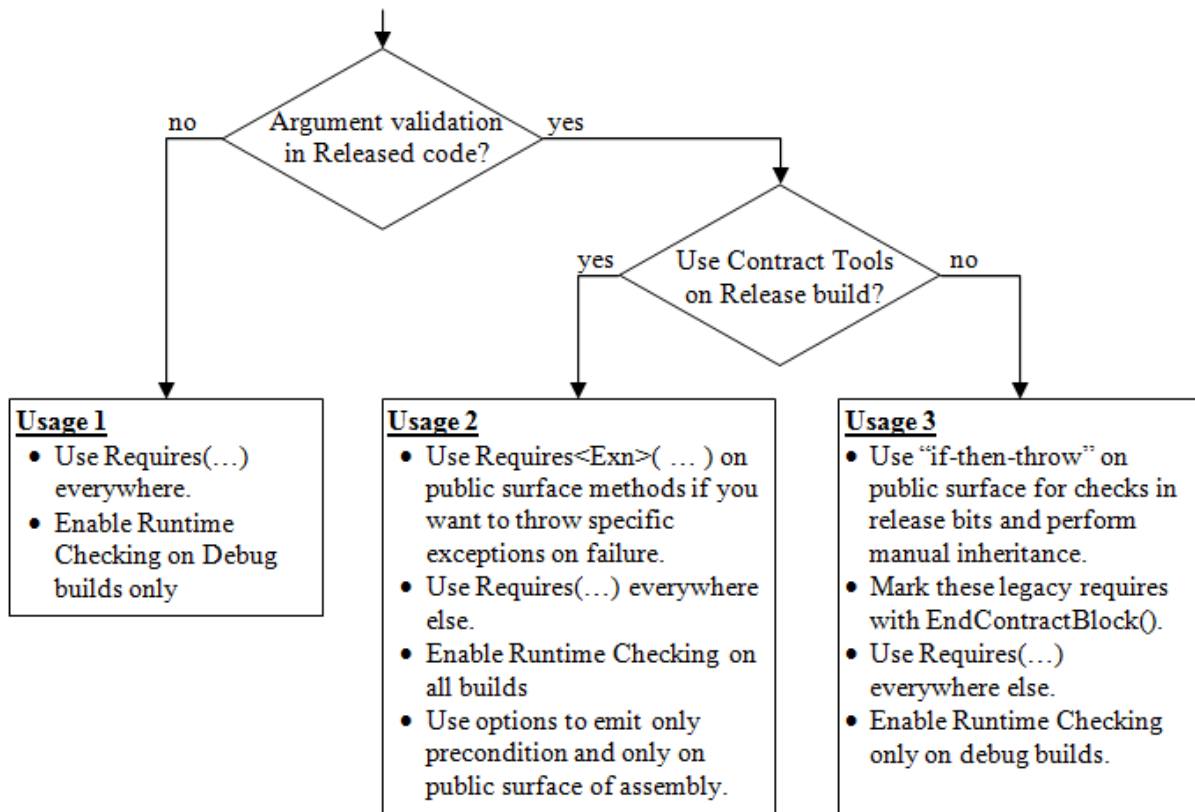 no
Argument validation
in Released code?
yes
yes
Use Contract Tools
on Release build?
no
Usage 1
• Use Requires(…)
everywhere.
• Enable Runtime
Checking on Debug
builds only
Usage 2
• Use Requires<Exn>( … ) on
public surface methods if you
want to throw specific
exceptions on failure.
• Use Requires(…) everywhere
else.
• Enable Runtime Checking on
all builds
• Use options to emit only
precondition and only on
public surface of assembly.
Usage 3
• Use “if-then-throw” on
public surface for checks in
release bits and perform
manual inheritance.
• Mark these legacy requires
with EndContractBlock().
• Use Requires(…)
everywhere else.
• Enable Runtime Checking
only on debug builds.